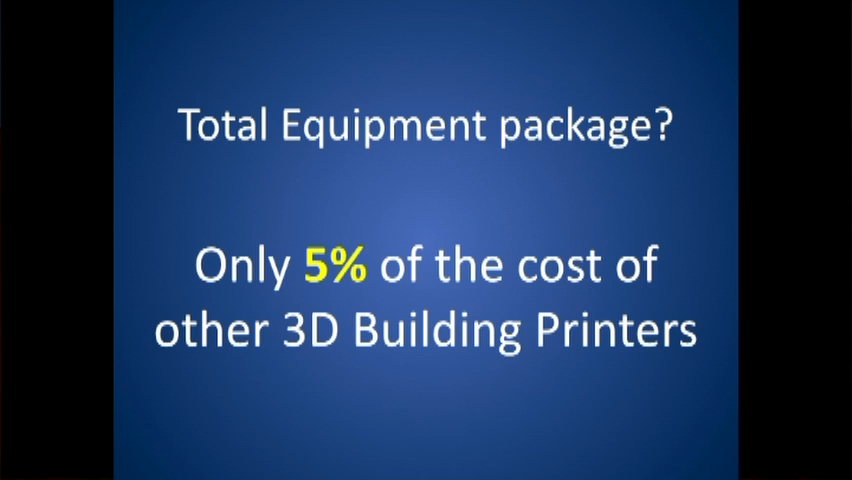 Total Equipment package?
Only 5% of the cost of
other 3D Building Printers